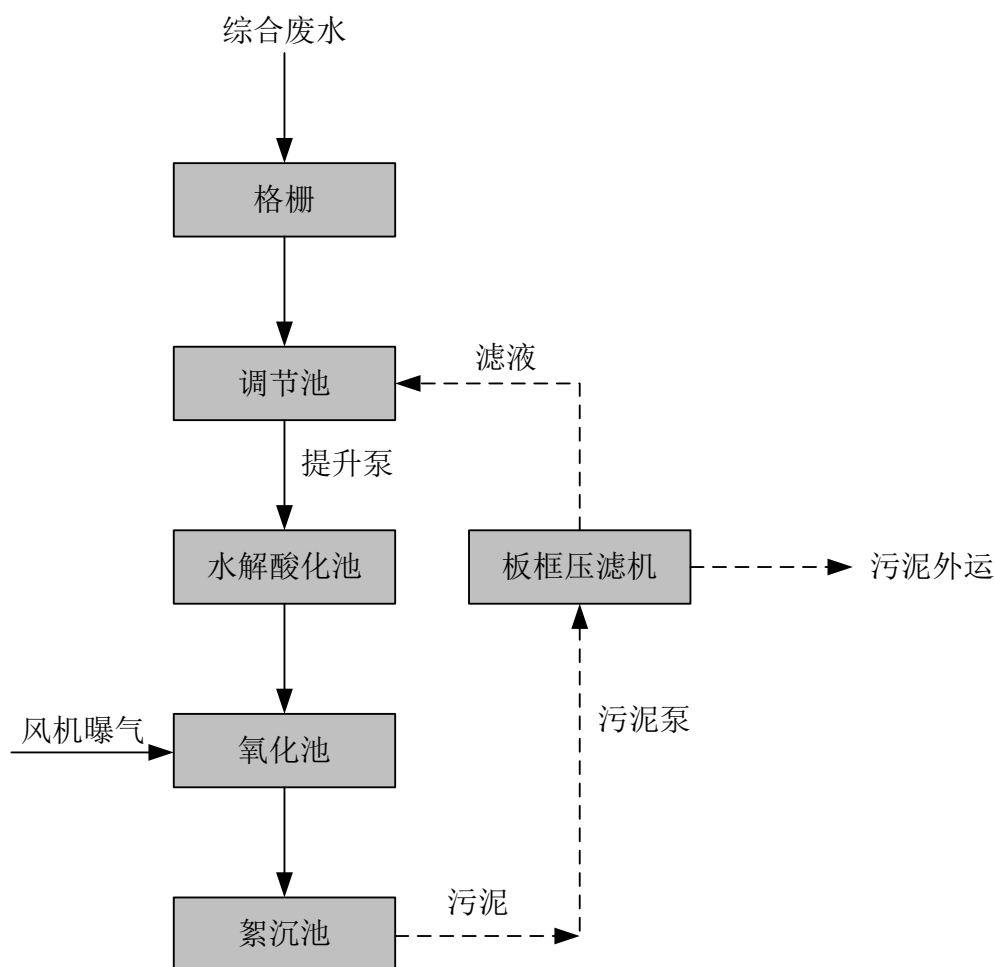 综合废水
格栅
滤液
调节池
提升泵
水解酸化池
板框压滤机
污泥外运
污泥泵
风机曝气
氧化池
污泥
絮沉池